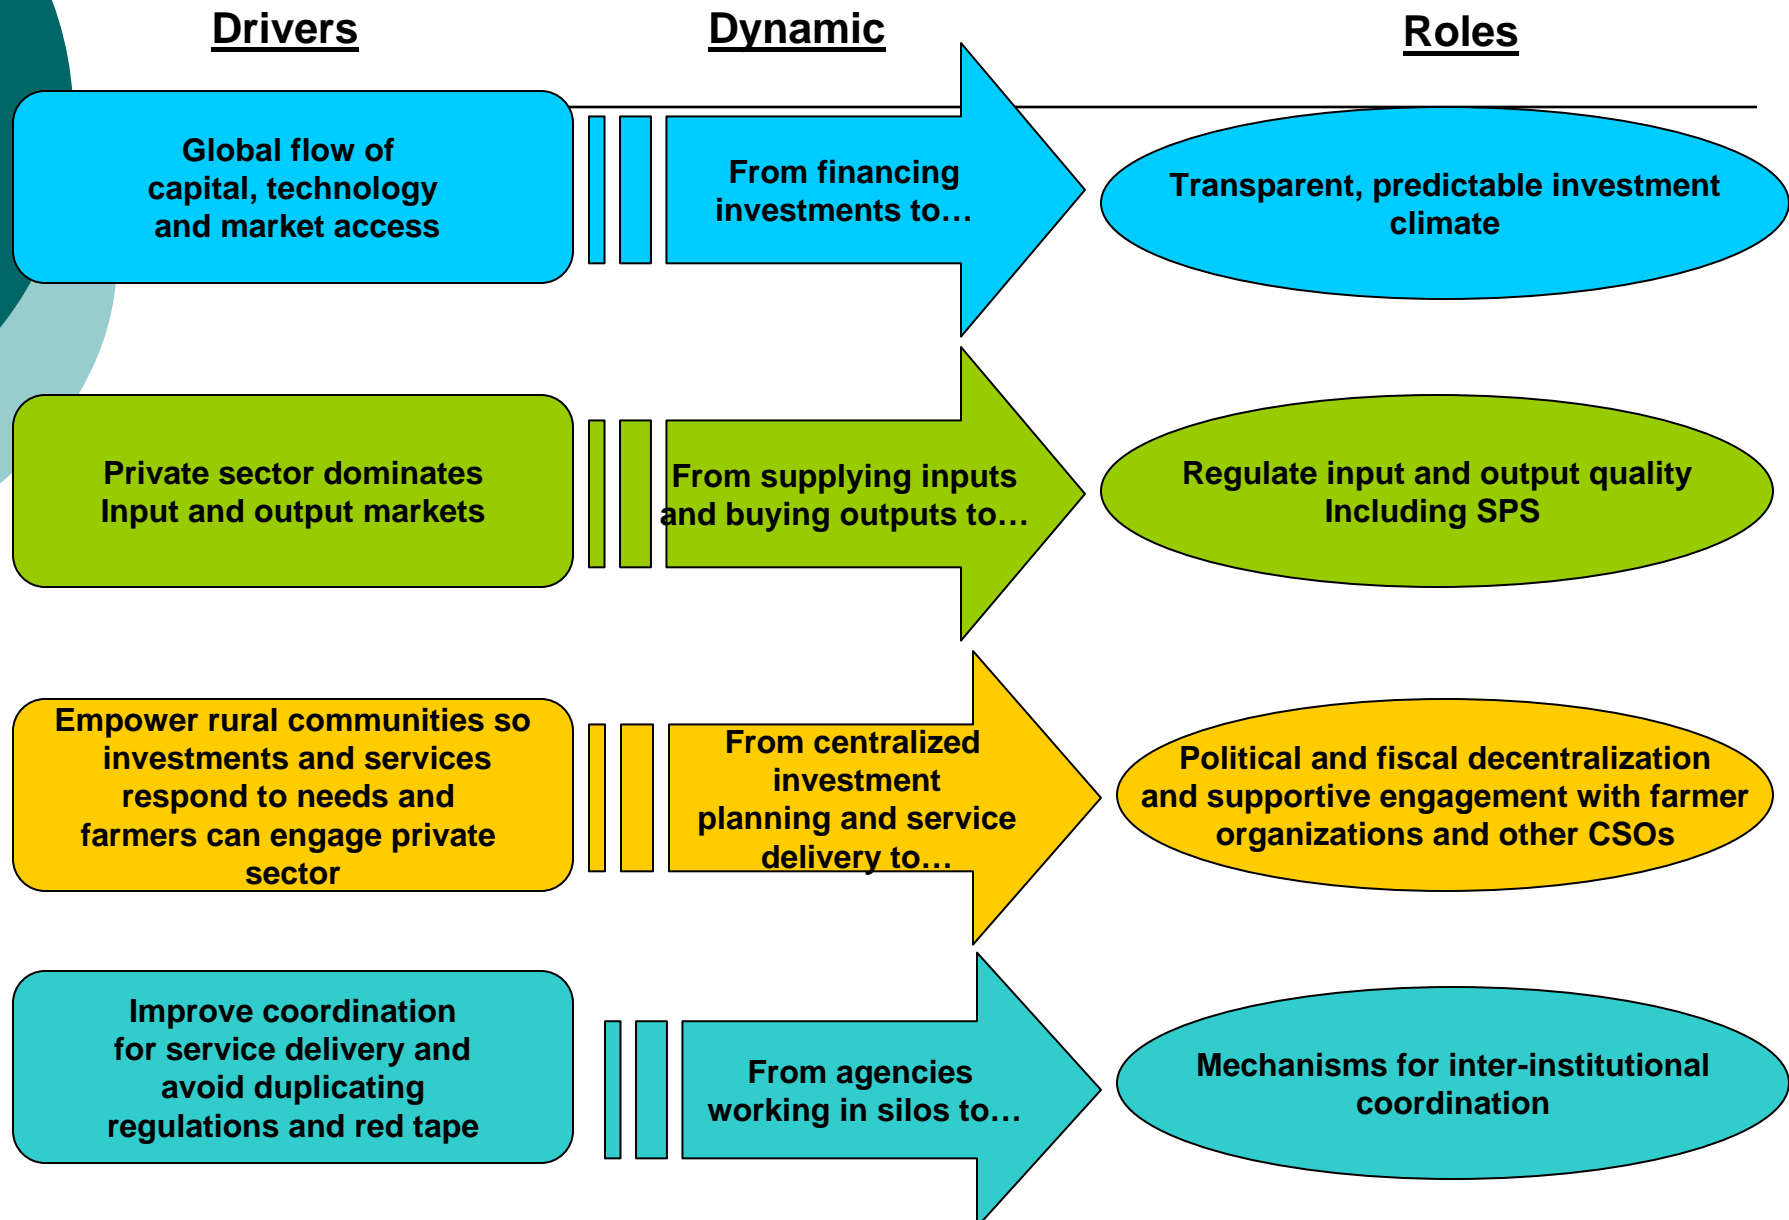 Drivers
Dynamic
Roles
Global flow of
capital, technology
and market access
From financing
investments to…
Transparent, predictable investment
climate
Private sector dominates
Input and output markets
From supplying inputs
and buying outputs to…
Regulate input and output quality
Including SPS
Empower rural communities so
investments and services
respond to needs and
farmers can engage private
sector
From centralized
investment
planning and service
delivery to…
Political and fiscal decentralization
and supportive engagement with farmer
organizations and other CSOs
Improve coordination
for service delivery and
avoid duplicating
regulations and red tape
From agencies
working in silos to…
Mechanisms for inter-institutional
coordination